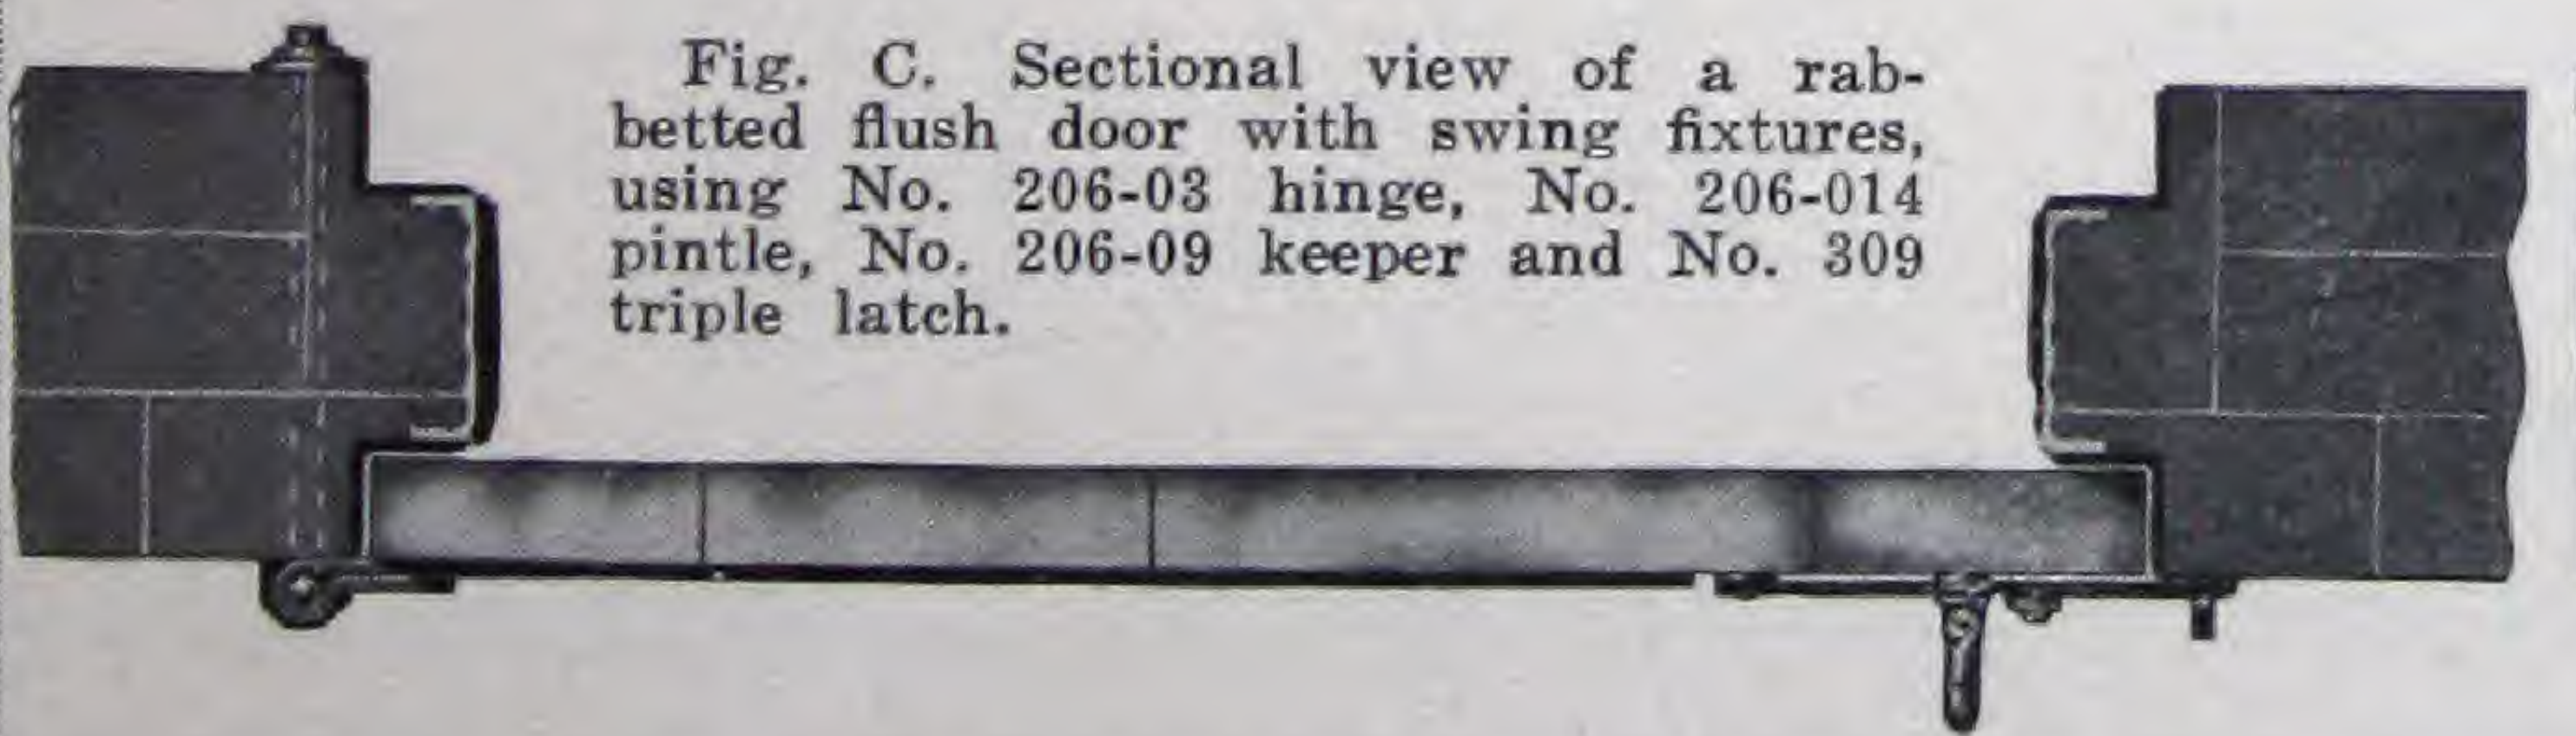 Fig. C. Sectional view of a rab-
betted flush door with swing fixtures,
using No. 206-03 hinge, No. 206-014
pintle, No. 206-09 keeper and No. 309
triple latch.